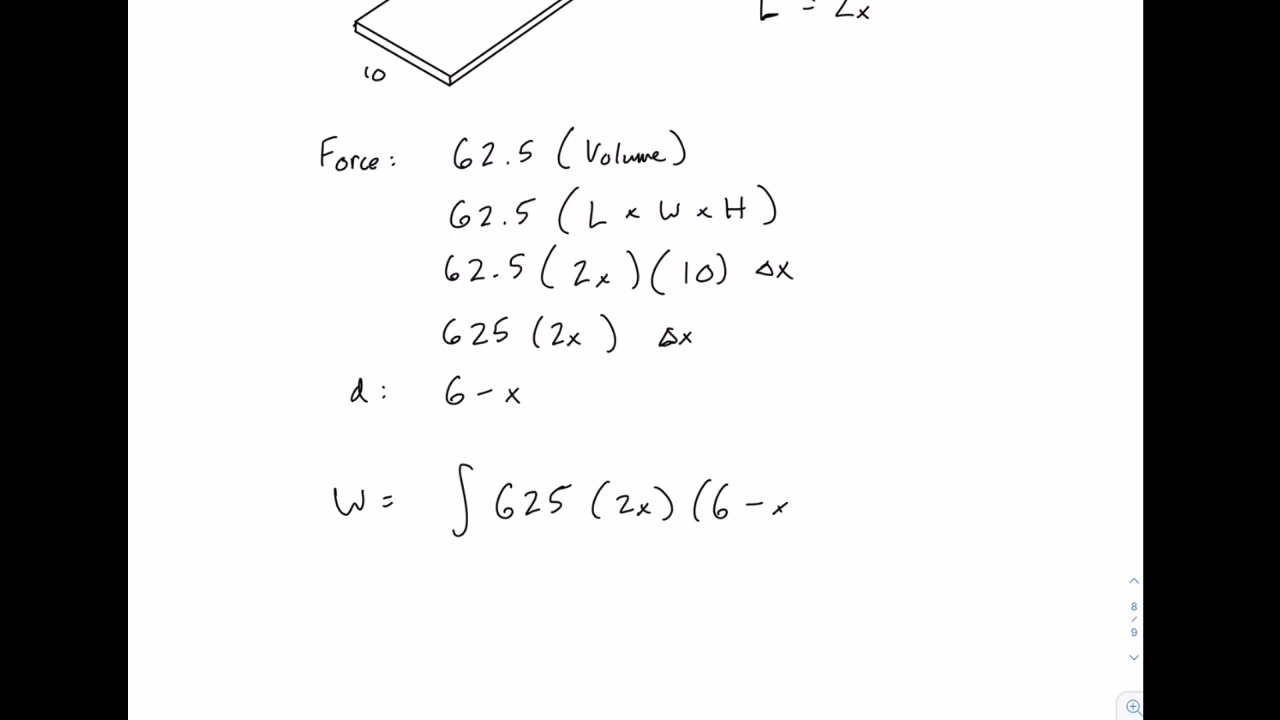 L = 2x
10
Force: 62.5 (Volume)
62.5 (L × W × H)
62.5 (2x)(10) Δx
625 (2x) Δx
d: 6 - x
W = ∫ 625 (2x) (6 - x
8
/
9